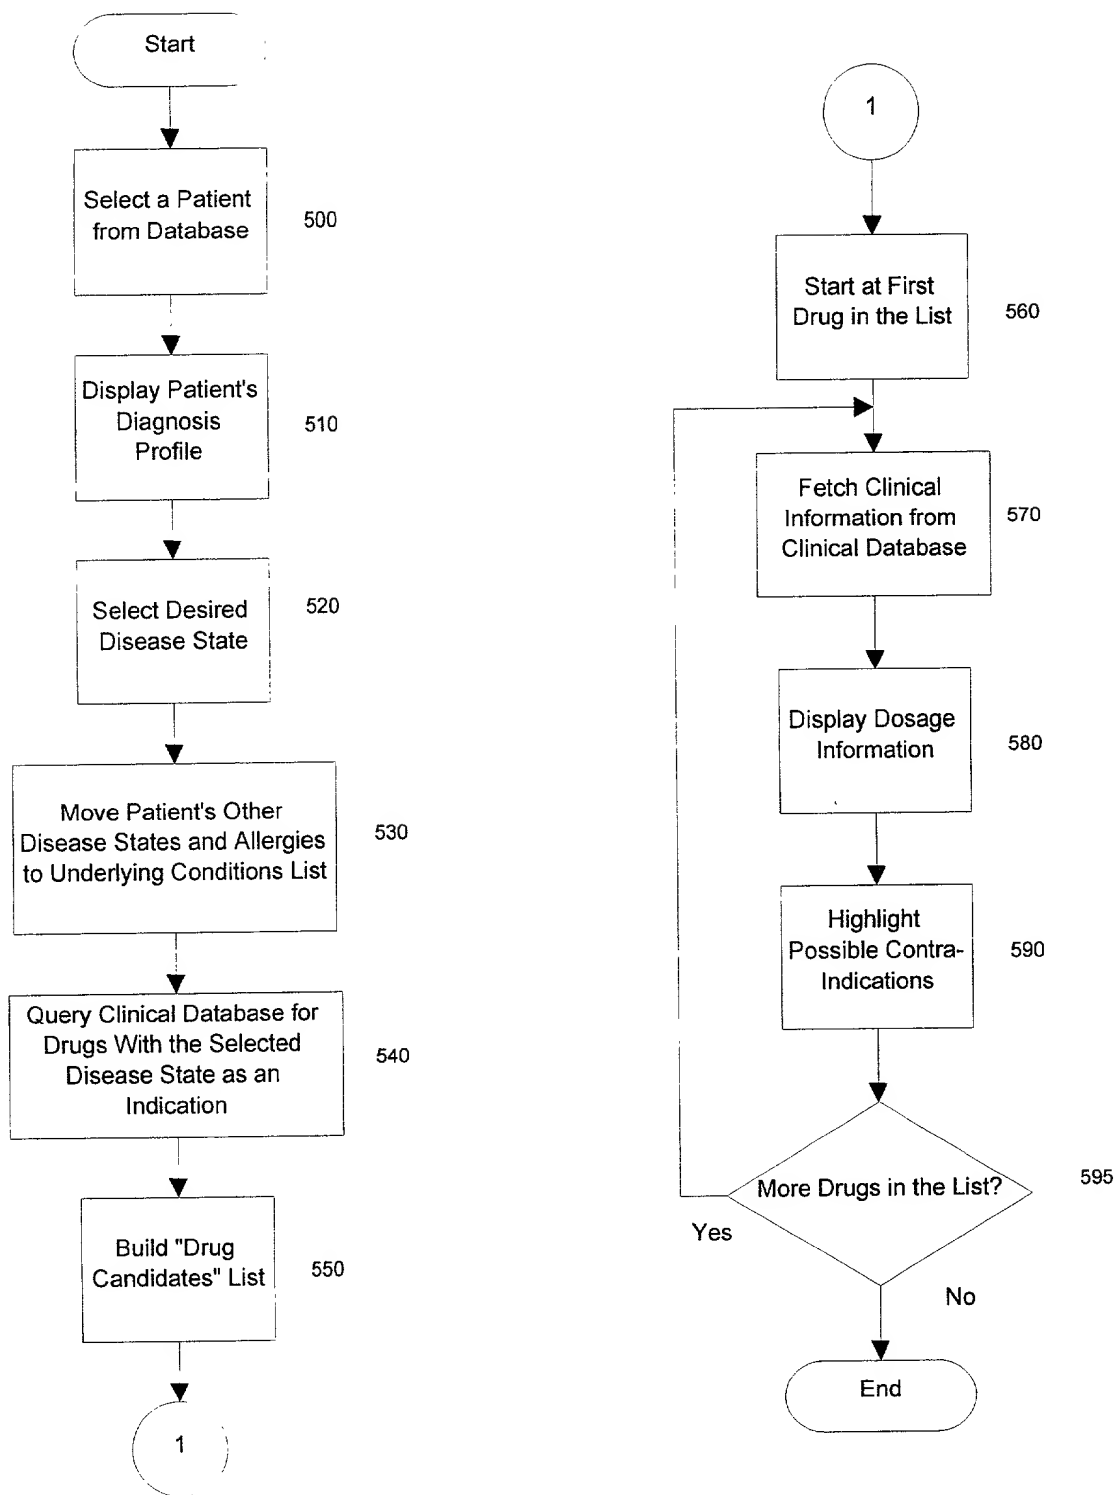 Start
Select a Patient
from Database
500
Display Patient's
Diagnosis
Profile
510
Select Desired
Disease State
520
Move Patient's Other
Disease States and Allergies
to Underlying Conditions List
530
Query Clinical Database for
Drugs With the Selected
Disease State as an
Indication
540
Build "Drug
Candidates" List
550
1
1
Start at First
Drug in the List
560
Fetch Clinical
Information from
Clinical Database
570
Display Dosage
Information
580
Highlight
Possible Contra-
Indications
590
More Drugs in the List?
595
Yes
No
End